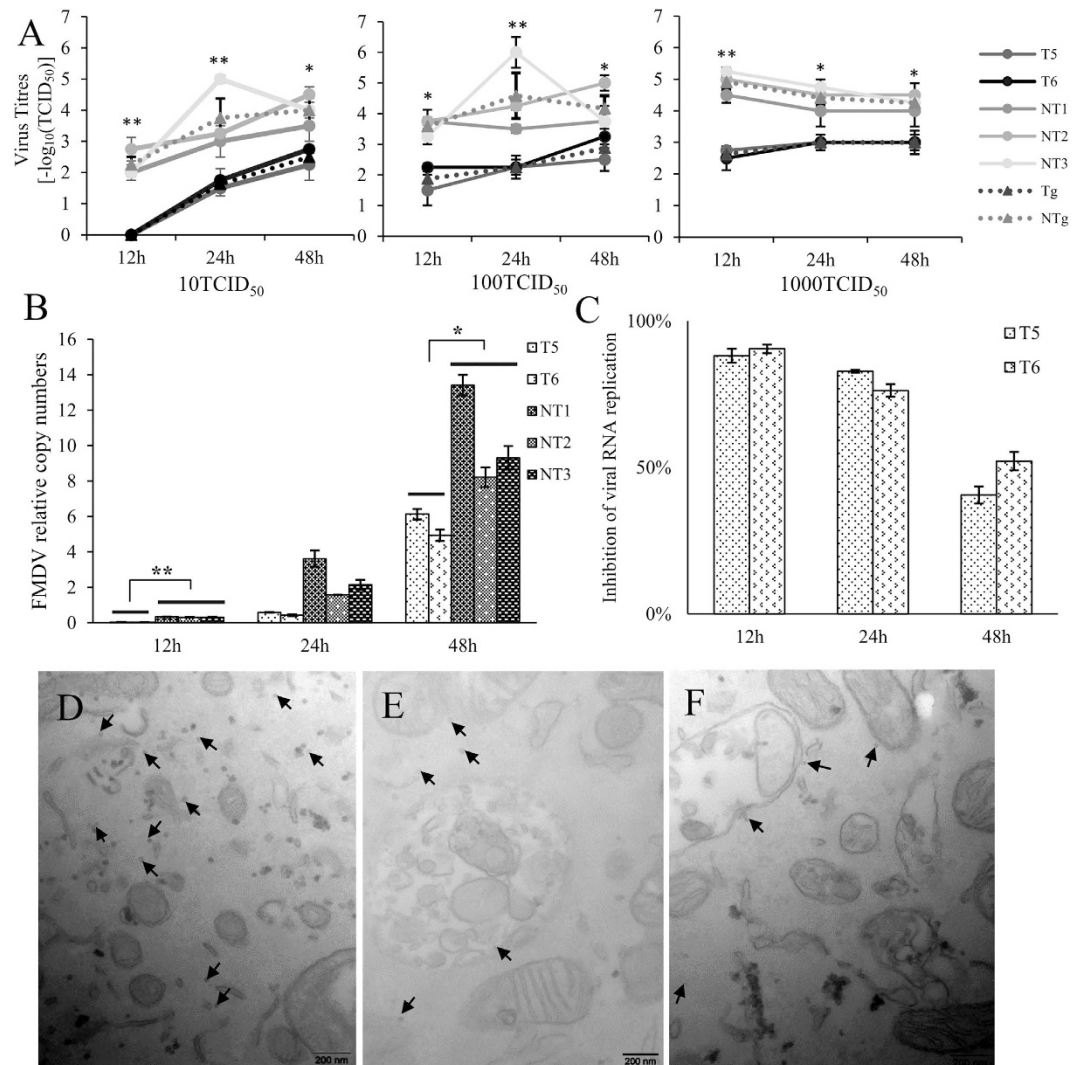 A
Virus Titres
[-log10(TCID50)]
7
6
5
4
3
2
1
0
**
**
*
12h
24h
48h
10TCID50
7
6
5
4
3
2
1
0
*
**
*
12h
24h
48h
100TCID50
7
6
5
4
3
2
1
0
**
*
*
12h
24h
48h
1000TCID50
T5
T6
NT1
NT2
NT3
Tg
NTg
B
FMDV relative copy numbers
16
14
12
10
8
6
4
2
0
**
*
12h
24h
48h
T5
T6
NT1
NT2
NT3
C
Inhibition of viral RNA replication
100%
50%
0%
12h
24h
48h
T5
T6
D
200 nm
E
200 nm
F
200 nm